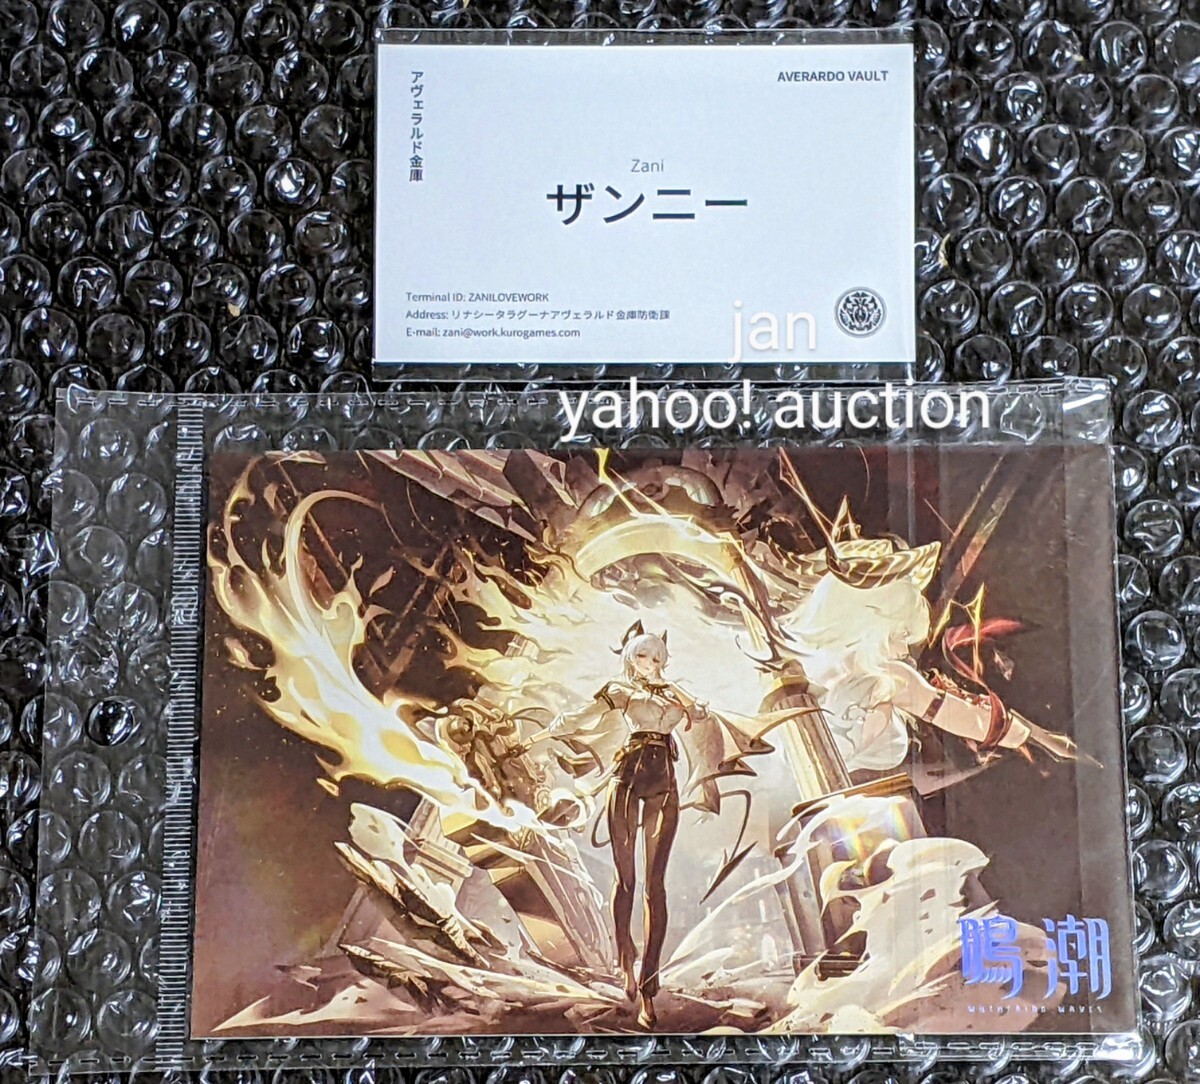 アヴェラルド金庫
AVERARDO VAULT
Zani
ザンニー
Terminal ID: ZANILOVEWORK
Address: リナシータラグーナアヴェラルド金庫防衛課
E-mail: zani@work.kurogames.com
jan
yahoo! auction
鳴潮
WUTHERING WAVES